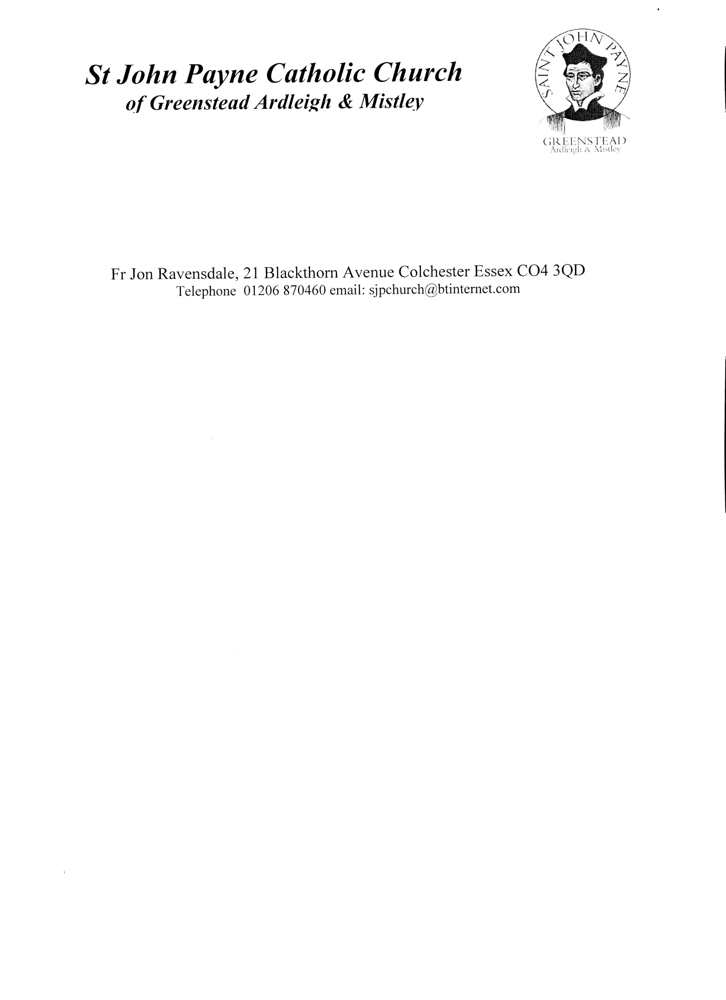 St John Payne Catholic Church
of Greenstead Ardleigh & Mistley
SAINT JOHN PAYNE
GREENSTEAD
Ardleigh & Mistley
Fr Jon Ravensdale, 21 Blackthorn Avenue Colchester Essex CO4 3QD
Telephone 01206 870460 email: sjpchurch@btinternet.com